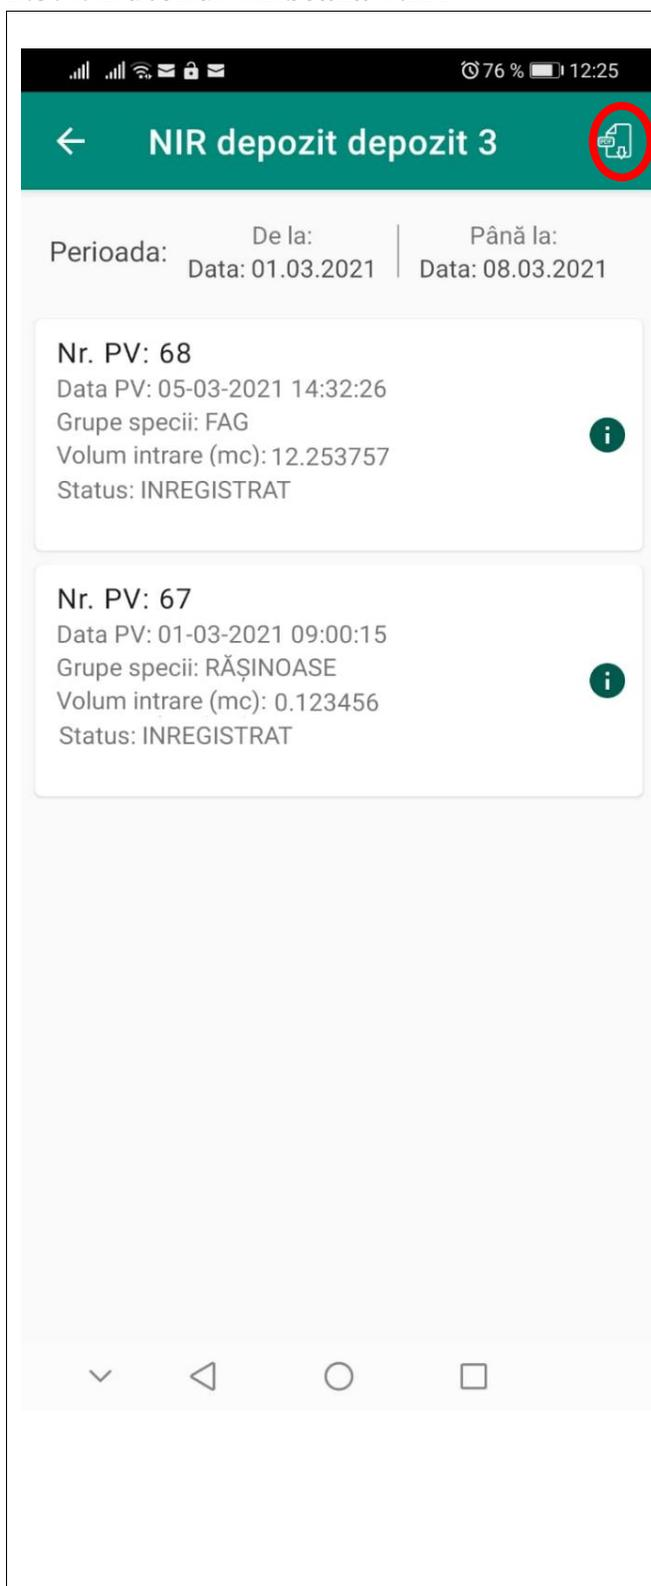 76 % 12:25
NIR depozit depozit 3
PDF
Perioada:
De la:
Data: 01.03.2021
Până la:
Data: 08.03.2021
Nr. PV: 68
Data PV: 05-03-2021 14:32:26
Grupe specii: FAG
Volum intrare (mc): 12.253757
Status: INREGISTRAT
Nr. PV: 67
Data PV: 01-03-2021 09:00:15
Grupe specii: RĂȘINOASE
Volum intrare (mc): 0.123456
Status: INREGISTRAT